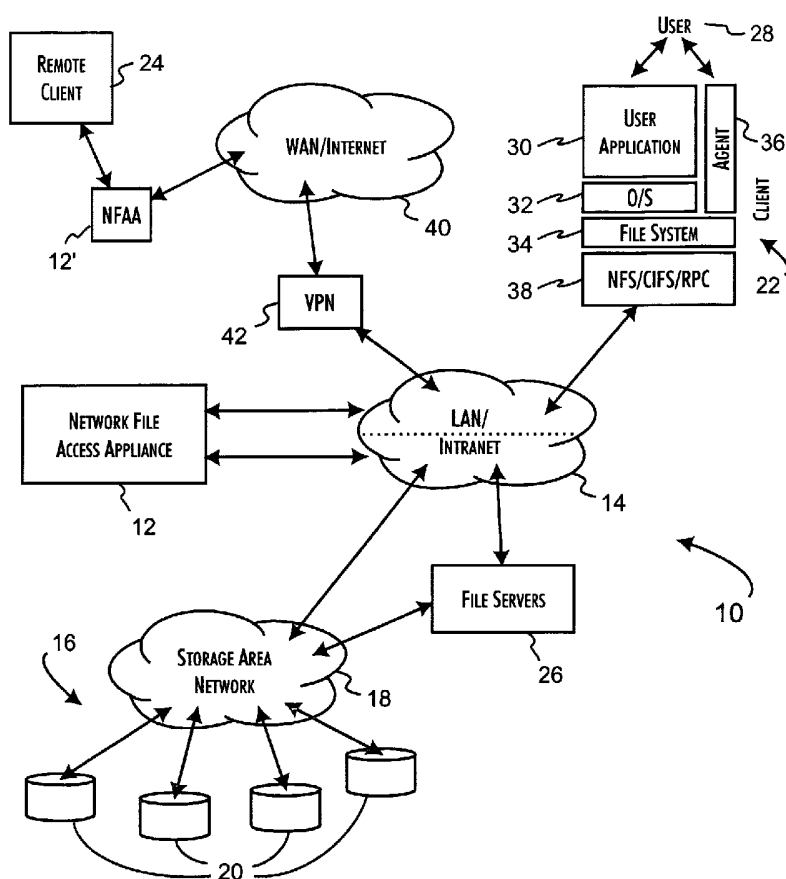 USER
28
REMOTE
CLIENT
24
WAN/INTERNET
40
NFAA
12'
VPN
42
30
USER
APPLICATION
AGENT
36
CLIENT
32
O/S
34
FILE SYSTEM
38
NFS/CIFS/RPC
22
NETWORK FILE
ACCESS APPLIANCE
12
LAN/
INTRANET
14
FILE SERVERS
26
10
16
STORAGE AREA
NETWORK
18
20